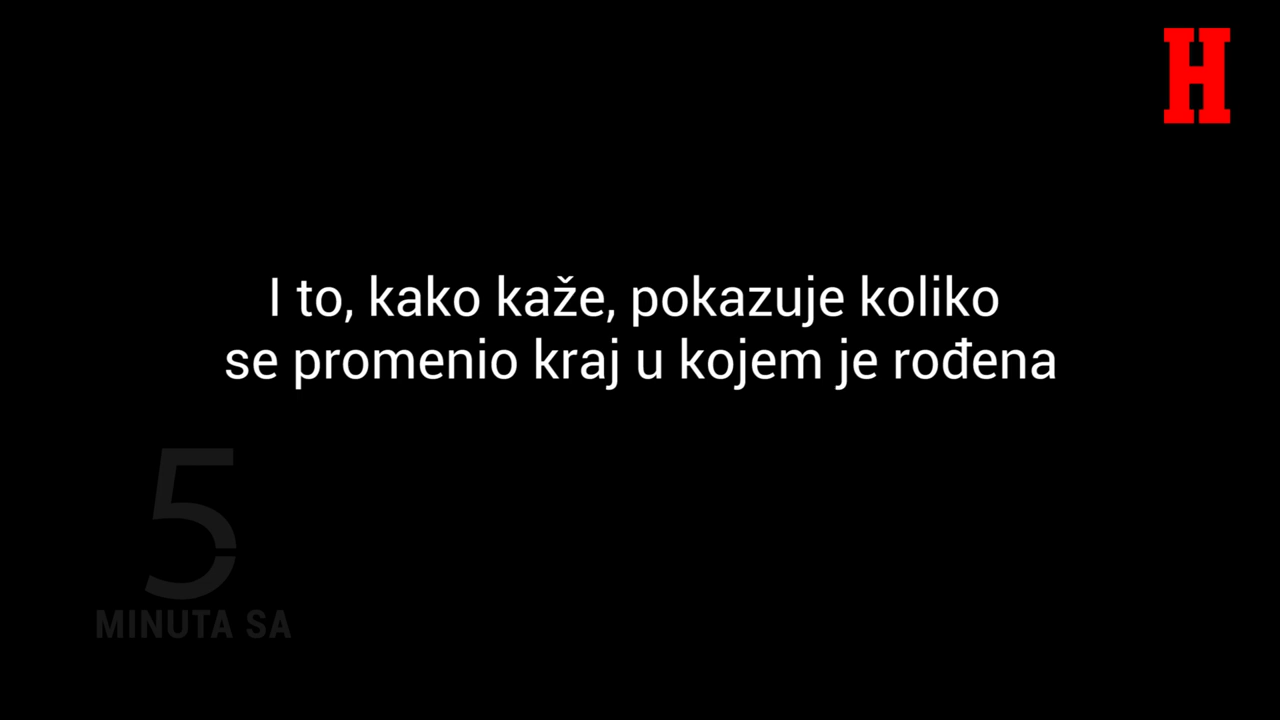 H
I to, kako kaže, pokazuje koliko
se promenio kraj u kojem je rođena
5
MINUTA SA